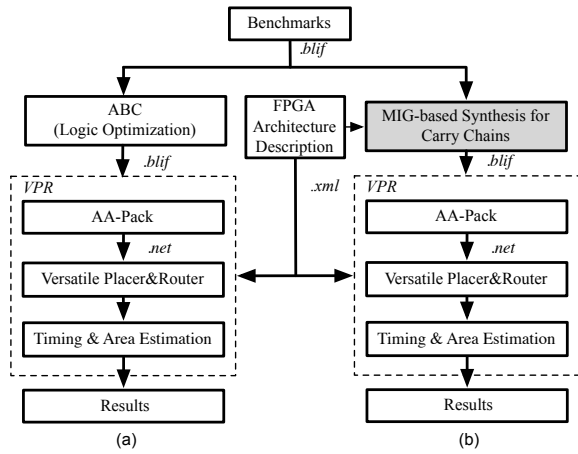 Benchmarks
.blif
ABC
(Logic Optimization)
FPGA
Architecture
Description
MIG-based Synthesis for
Carry Chains
.blif
.blif
.xml
VPR
AA-Pack
.net
Versatile Placer&Router
Timing & Area Estimation
Results
(a)
VPR
AA-Pack
.net
Versatile Placer&Router
Timing & Area Estimation
Results
(b)